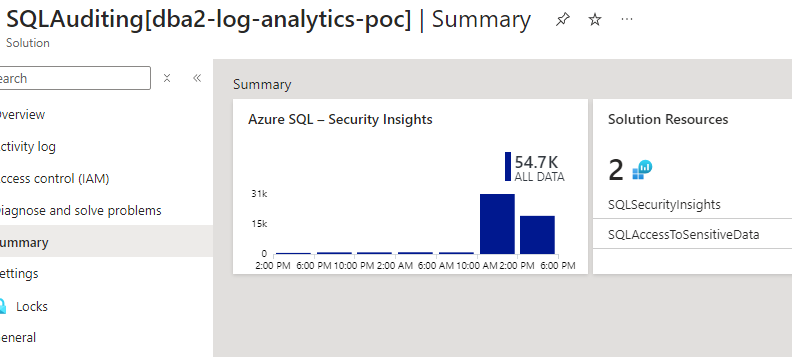 SQLAuditing[dba2-log-analytics-poc] | Summary
Solution
earch
verview
ctivity log
ccess control (IAM)
iagnose and solve problems
ummary
ettings
Locks
eneral
Summary
Azure SQL – Security Insights
54.7K
ALL DATA
31k
15k
0
2:00 PM 6:00 PM 10:00 PM 2:00 AM 6:00 AM 10:00 AM 2:00 PM 6:00 PM
Solution Resources
2
SQLSecurityInsights
SQLAccessToSensitiveData